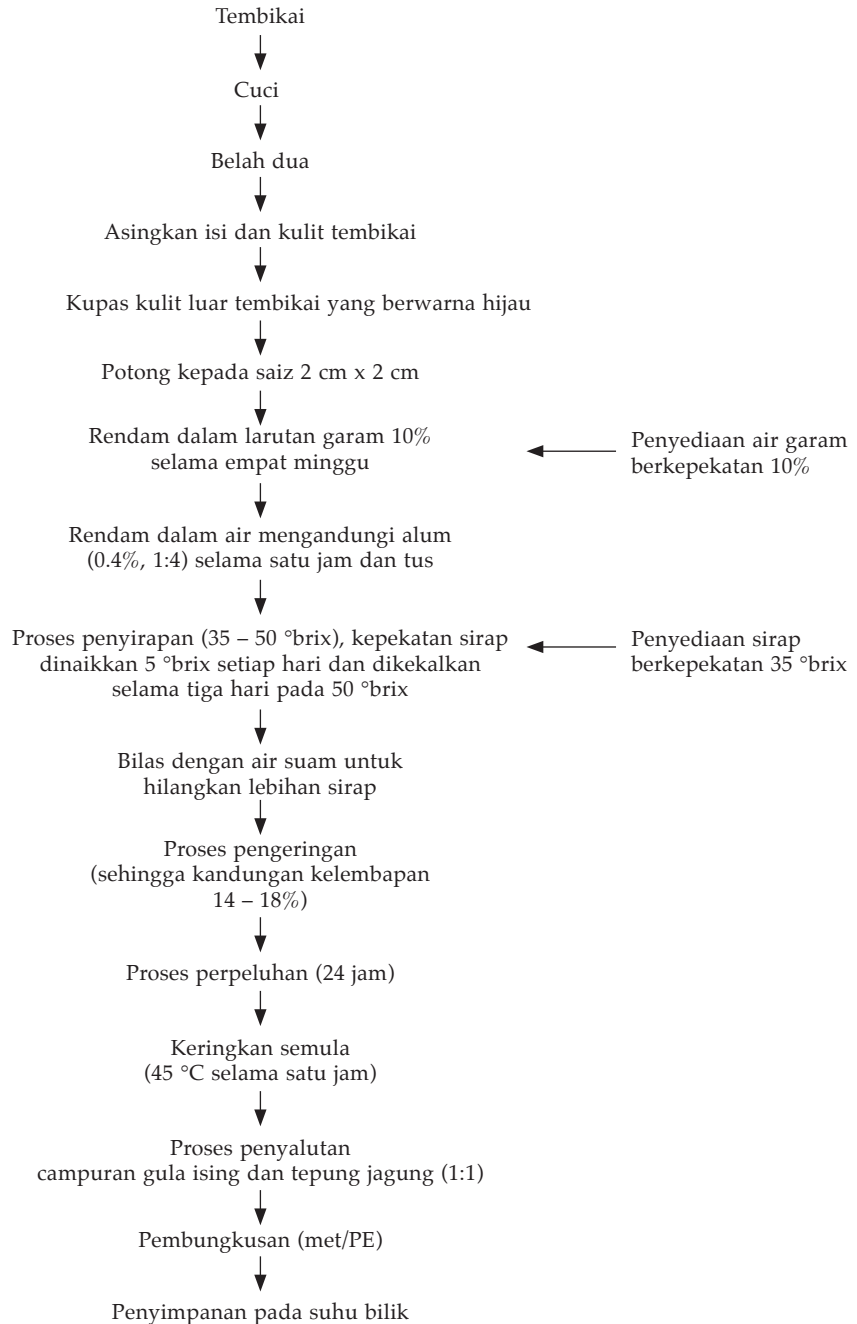 Tembikai
Cuci
Belah dua
Asingkan isi dan kulit tembikai
Kupas kulit luar tembikai yang berwarna hijau
Potong kepada saiz 2 cm x 2 cm
Rendam dalam larutan garam 10%
selama empat minggu
Penyediaan air garam
berkepekatan 10%
Rendam dalam air mengandungi alum
(0.4%, 1:4) selama satu jam dan tus
Proses penyirapan (35 – 50 °brix), kepekatan sirap
dinaikkan 5 °brix setiap hari dan dikekalkan
selama tiga hari pada 50 °brix
Penyediaan sirap
berkepekatan 35 °brix
Bilas dengan air suam untuk
hilangkan lebihan sirap
Proses pengeringan
(sehingga kandungan kelembapan
14 – 18%)
Proses perpeluhan (24 jam)
Keringkan semula
(45 °C selama satu jam)
Proses penyalutan
campuran gula ising dan tepung jagung (1:1)
Pembungkusan (met/PE)
Penyimpanan pada suhu bilik